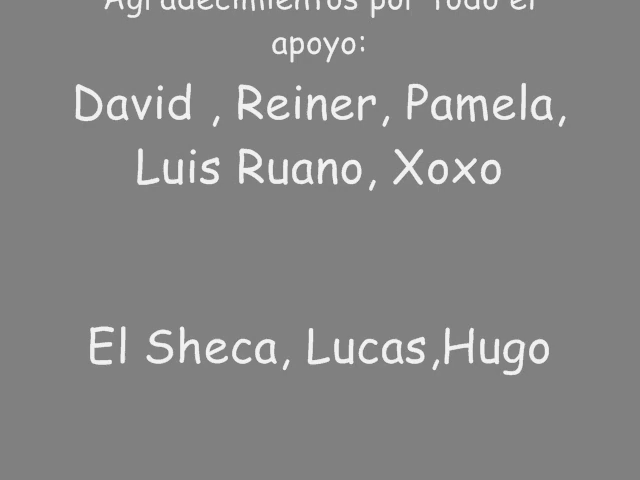 Agradecimientos por Todo el
apoyo:
David , Reiner, Pamela,
Luis Ruano, Xoxo
El Sheca, Lucas,Hugo